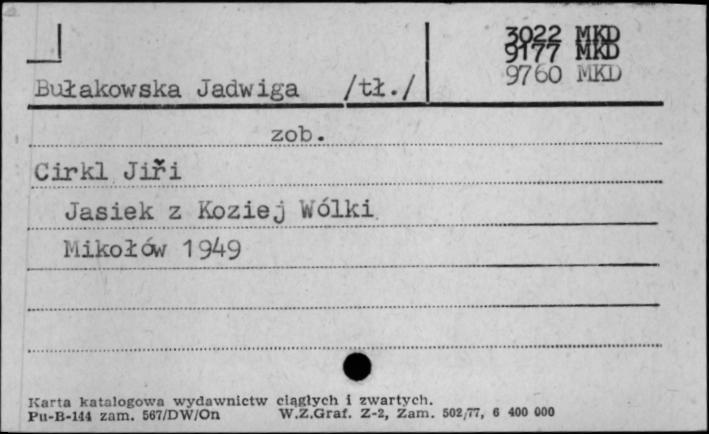 3022 MKD
9177 MKD
9760 MKD
Bułakowska Jadwiga /tł./
zob.
Cirkl Jiři
Jasiek z Koziej Wólki
Mikołów 1949
Karta katalogowa wydawnictw ciągłych i zwartych.
Pu-B-144 zam. 567/DW/On W.Z.Graf. Z-2, Zam. 502/77, 6 400 000